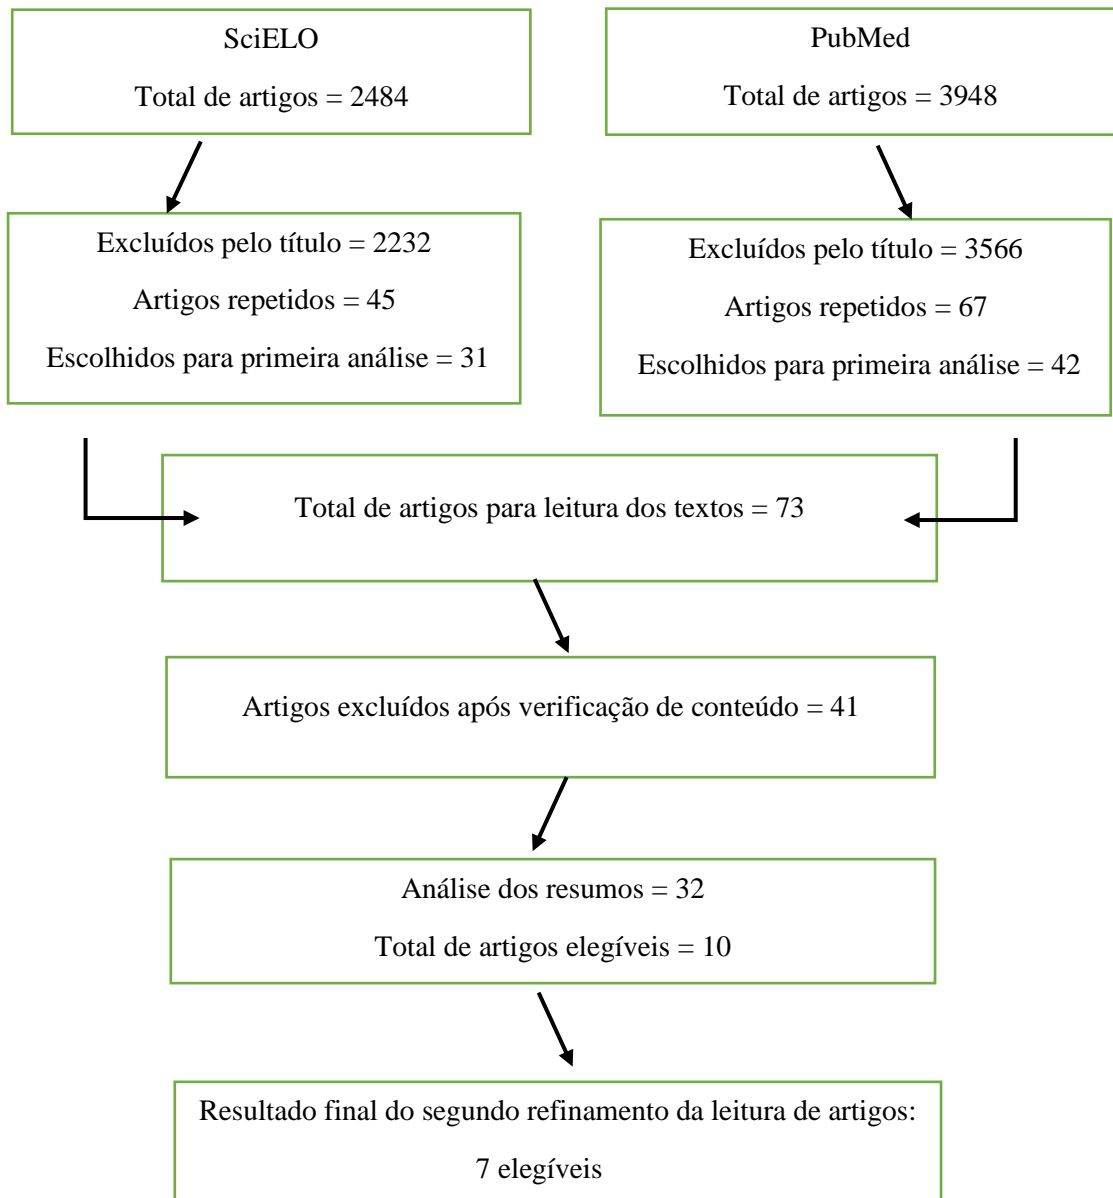 SciELO
Total de artigos = 2484
PubMed
Total de artigos = 3948
Excluídos pelo título = 2232
Artigos repetidos = 45
Escolhidos para primeira análise = 31
Excluídos pelo título = 3566
Artigos repetidos = 67
Escolhidos para primeira análise = 42
Total de artigos para leitura dos textos = 73
Artigos excluídos após verificação de conteúdo = 41
Análise dos resumos = 32
Total de artigos elegíveis = 10
Resultado final do segundo refinamento da leitura de artigos:
7 elegíveis